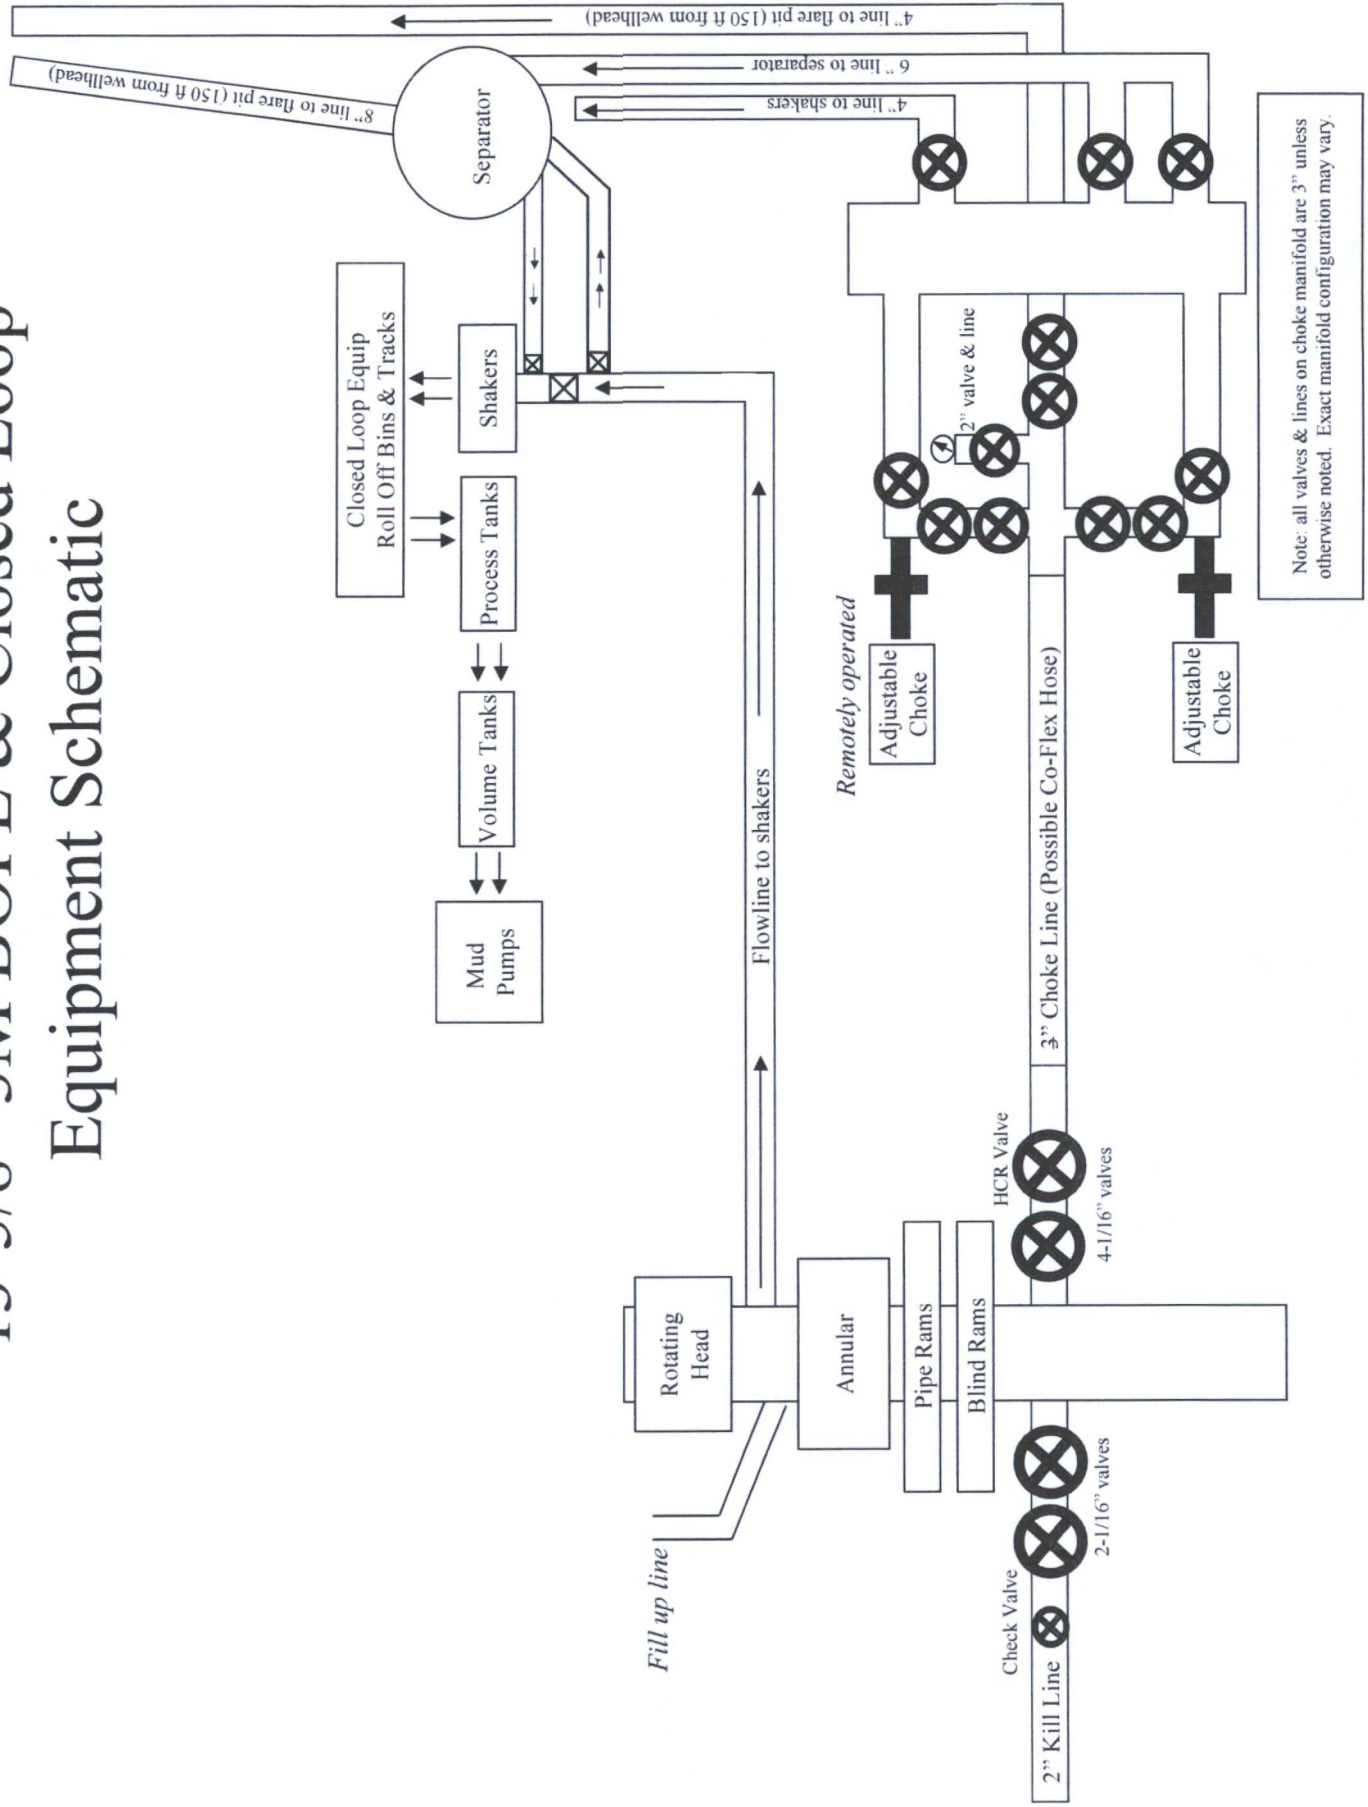 Equipment Schematic
4" line to flare pit (150 ft from wellhead)
8" line to flare pit (150 ft from wellhead)
6" line to separator
4" line to shakers
Separator
Closed Loop Equip
Roll Off Bins & Tracks
Shakers
Process Tanks
Volume Tanks
Mud
Pumps
Flowline to shakers
Fill up line
Rotating
Head
Annular
Pipe Rams
Blind Rams
Check Valve
2" Kill Line
2-1/16" valves
HCR Valve
4-1/16" valves
3" Choke Line (Possible Co-Flex Hose)
Remotely operated
Adjustable
Choke
Adjustable
Choke
2" valve & line
Note: all valves & lines on choke manifold are 3" unless
otherwise noted. Exact manifold configuration may vary.